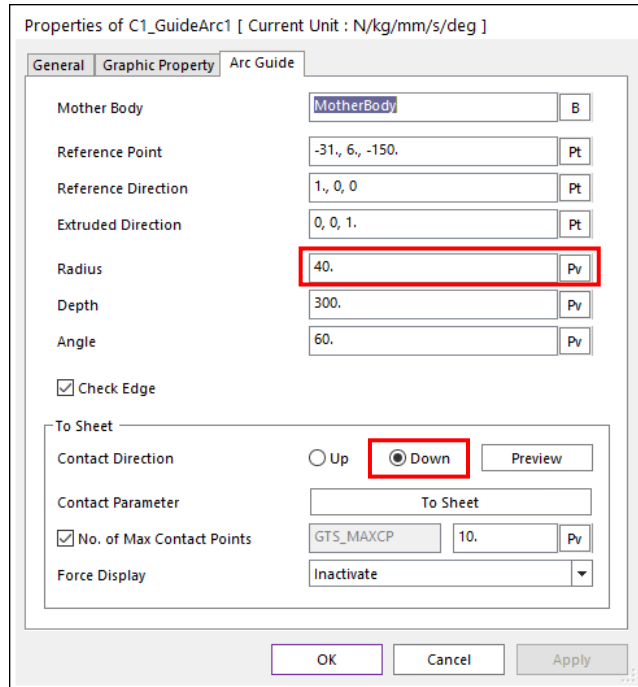 Properties of C1_GuideArc1 [ Current Unit : N/kg/mm/s/deg ]
General Graphic Property Arc Guide
Mother Body MotherBody B
Reference Point -31., 6., -150. Pt
Reference Direction 1., 0, 0 Pt
Extruded Direction 0, 0, 1. Pt
Radius 40. Pv
Depth 300. Pv
Angle 60. Pv
Check Edge
To Sheet
Contact Direction Up Down Preview
Contact Parameter To Sheet
No. of Max Contact Points GTS_MAXCP 10. Pv
Force Display Inactivate
OK Cancel Apply